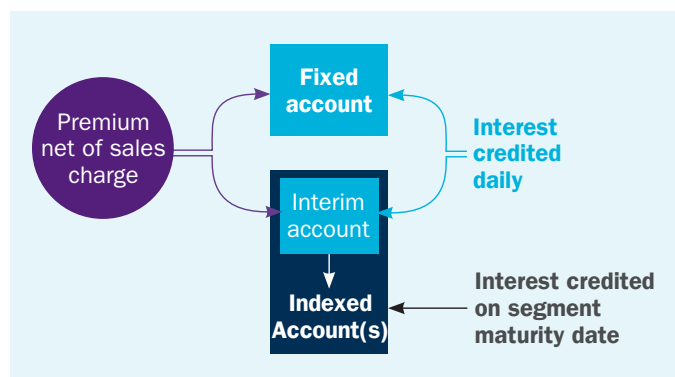 Premium
net of sales
charge
Fixed
account
Interest
credited
daily
Interim
account
Indexed
Account(s)
Interest credited
on segment
maturity date